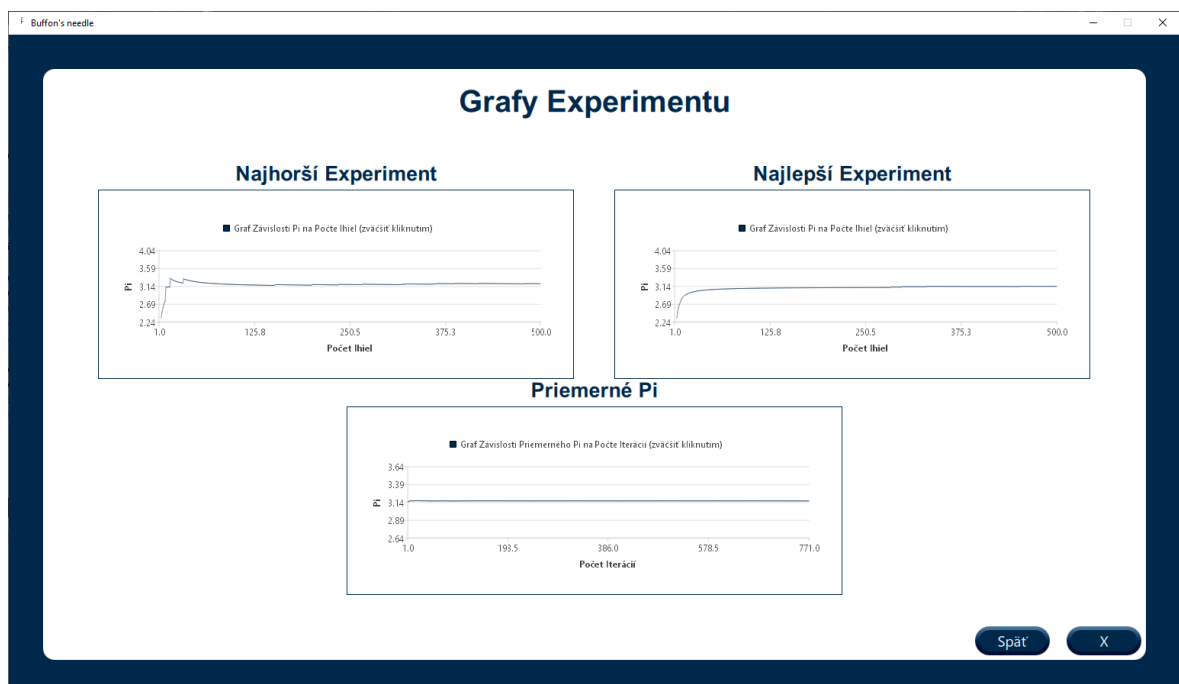 Buffon's needle
Grafy Experimentu
Najhorší Experiment
Graf Závislosti Pi na Počte Ihiel (zväčšiť kliknutím)
4.04
3.59
3.14
2.69
2.24
Pi
1.0 125.8 250.5 375.3 500.0
Počet Ihiel
Najlepší Experiment
Graf Závislosti Pi na Počte Ihiel (zväčšiť kliknutím)
4.04
3.59
3.14
2.69
2.24
Pi
1.0 125.8 250.5 375.3 500.0
Počet Ihiel
Priemerné Pi
Graf Závislosti Priemerného Pi na Počte Iterácii (zväčšiť kliknutím)
3.64
3.39
3.14
2.89
2.64
Pi
1.0 193.5 386.0 578.5 771.0
Počet Iterácií
Späť X